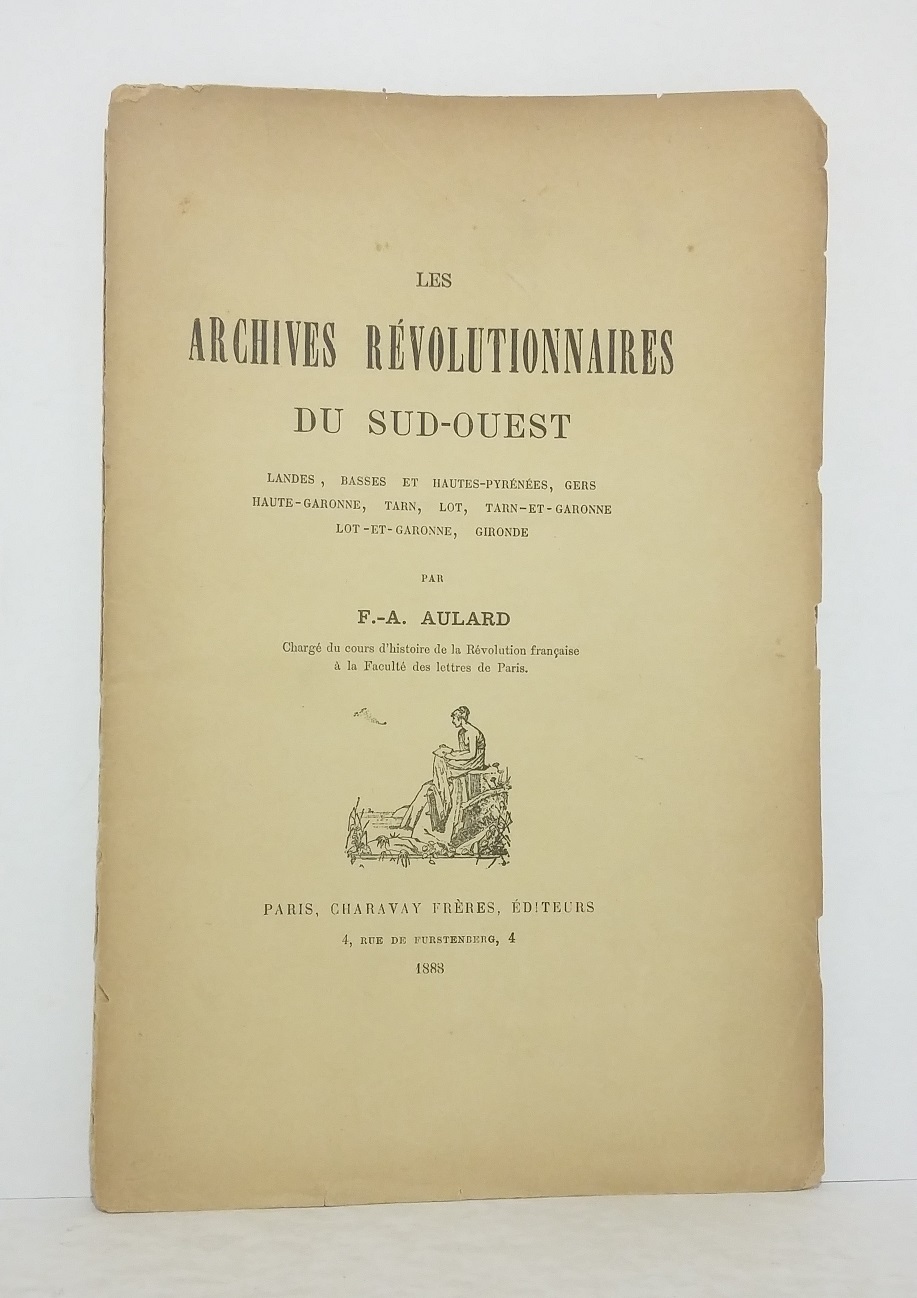 LES
ARCHIVES RÉVOLUTIONNAIRES
DU SUD-OUEST
LANDES, BASSES ET HAUTES-PYRÉNÉES, GERS
HAUTE-GARONNE, TARN, LOT, TARN-ET-GARONNE
LOT-ET-GARONNE, GIRONDE
PAR
F.-A. AULARD
Chargé du cours d'histoire de la Révolution française
à la Faculté des lettres de Paris.
PARIS, CHARAVAY FRÈRES, ÉDITEURS
4, RUE DE FURSTENBERG, 4
1888